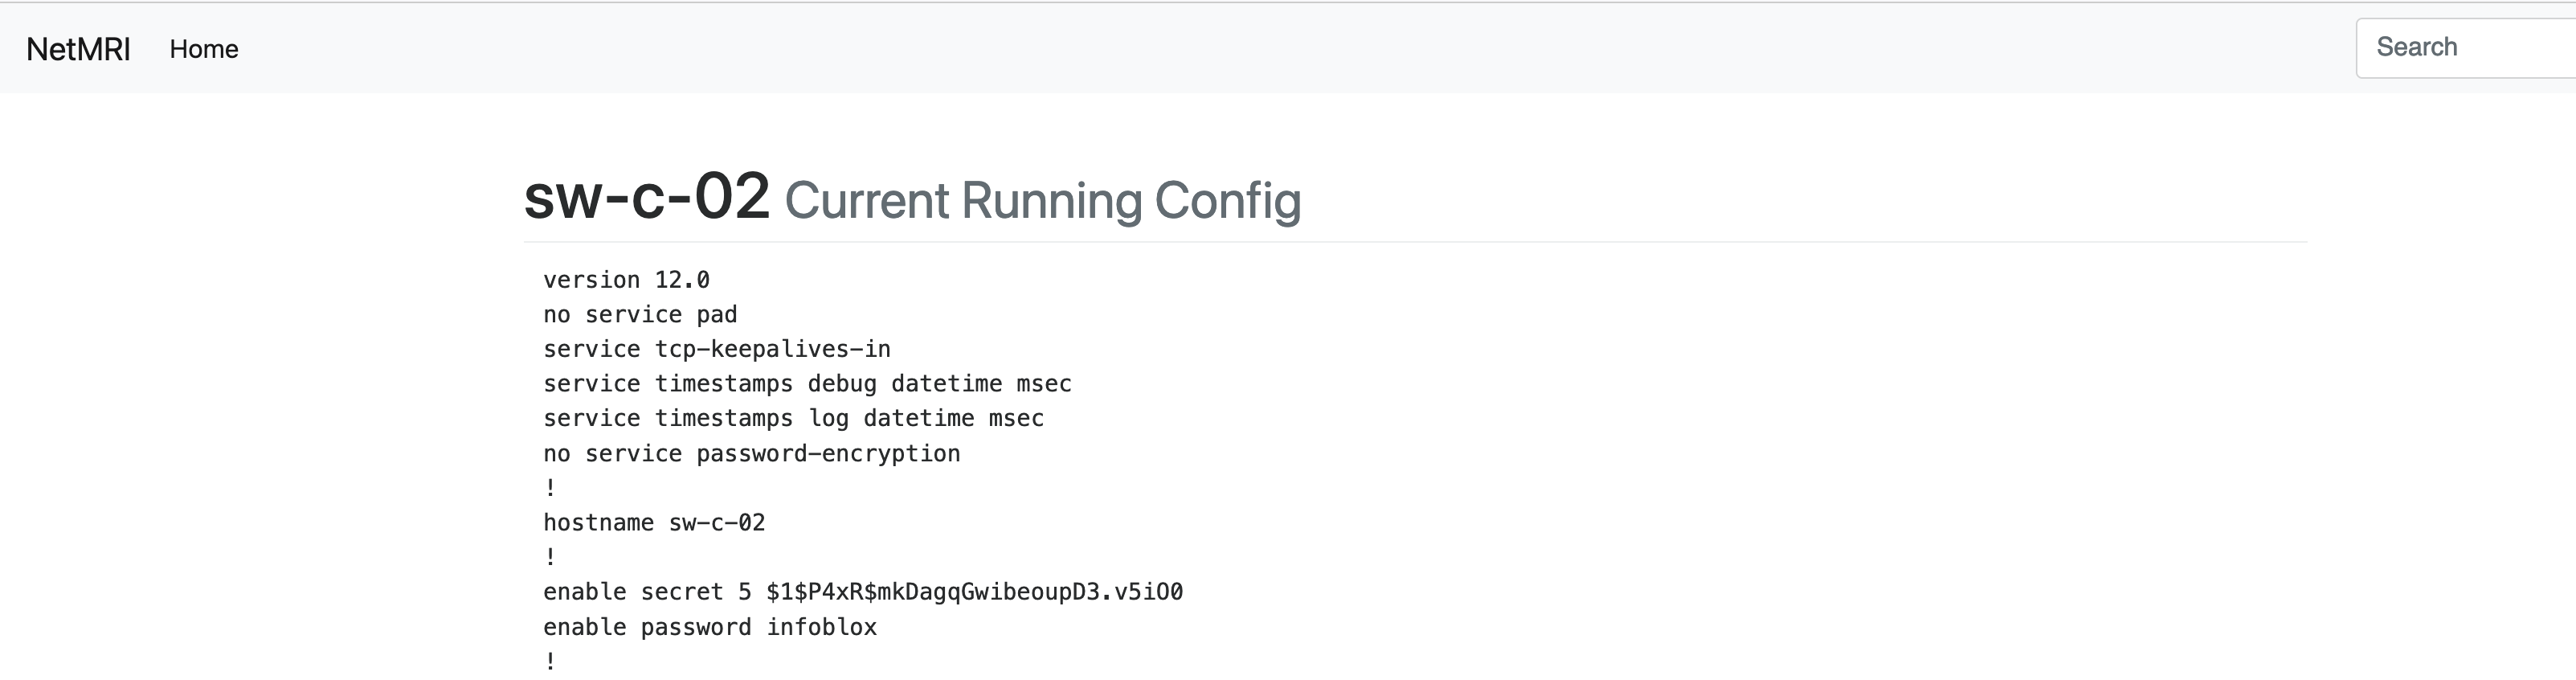 NetMRI Home Search
sw-c-02 Current Running Config
version 12.0
no service pad
service tcp-keepalives-in
service timestamps debug datetime msec
service timestamps log datetime msec
no service password-encryption
!
hostname sw-c-02
!
enable secret 5 $1$P4xR$mkDagqGwibeoupD3.v5iO0
enable password infoblox
!